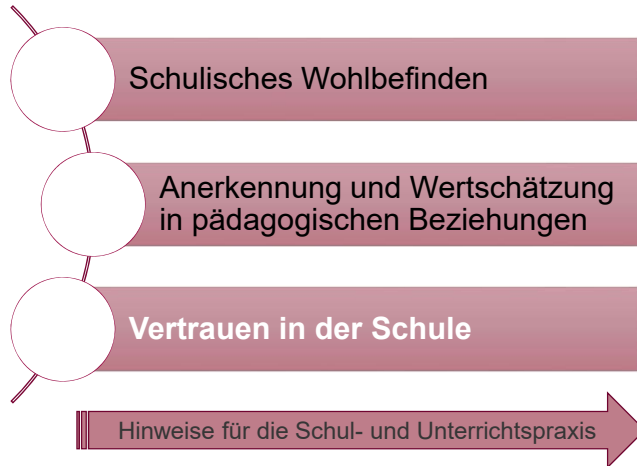 Schulisches Wohlbefinden
Anerkennung und Wertschätzung
in pädagogischen Beziehungen
Vertrauen in der Schule
Hinweise für die Schul- und Unterrichtspraxis